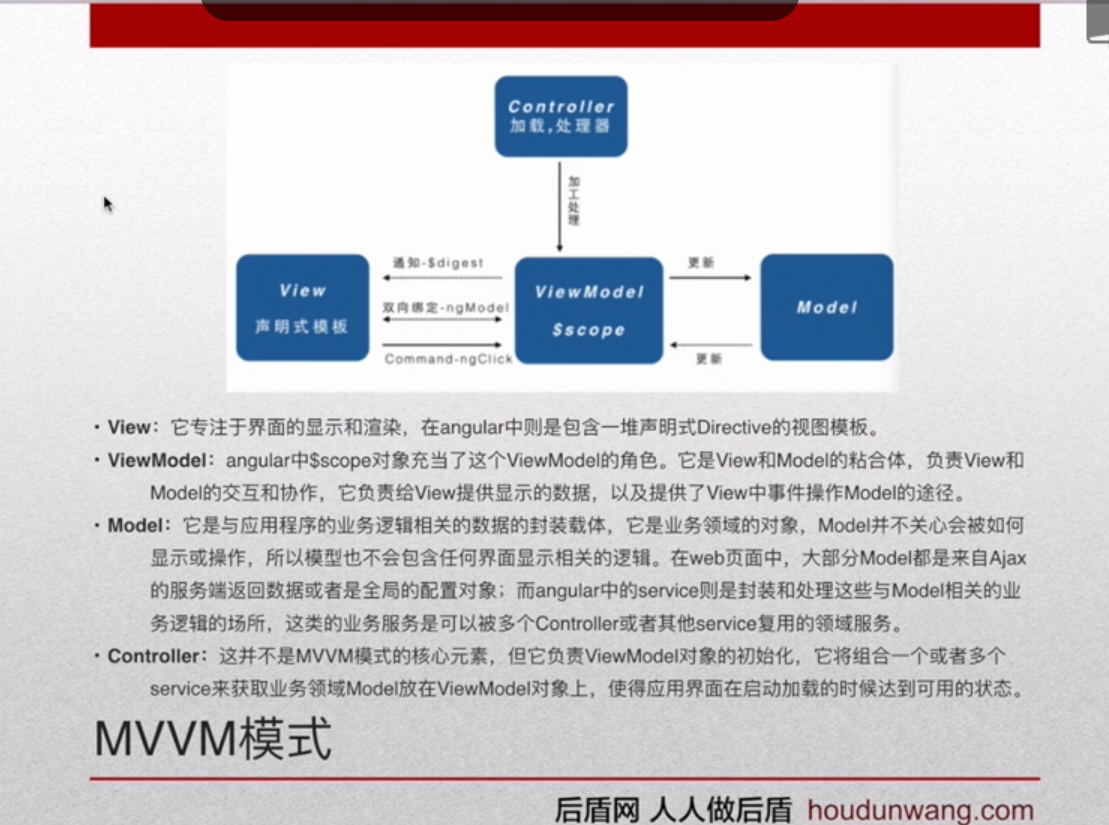 Controller
加载,处理器
加工处理
通知-$digest
更新
View
声明式模板
双向绑定-ngModel
ViewModel
$scope
Model
Command-ngClick
更新
• View：它专注于界面的显示和渲染，在angular中则是包含一堆声明式Directive的视图模板。
• ViewModel：angular中$scope对象充当了这个ViewModel的角色。它是View和Model的粘合体，负责View和
Model的交互和协作，它负责给View提供显示的数据，以及提供了View中事件操作Model的途径。
• Model：它是与应用程序的业务逻辑相关的数据的封装载体，它是业务领域的对象，Model并不关心会被如何
显示或操作，所以模型也不会包含任何界面显示相关的逻辑。在web页面中，大部分Model都是来自Ajax
的服务端返回数据或者是全局的配置对象；而angular中的service则是封装和处理这些与Model相关的业
务逻辑的场所，这类的业务服务是可以被多个Controller或者其他service复用的领域服务。
• Controller：这并不是MVVM模式的核心元素，但它负责ViewModel对象的初始化，它将组合一个或者多个
service来获取业务领域Model放在ViewModel对象上，使得应用界面在启动加载的时候达到可用的状态。
MVVM模式
后盾网 人人做后盾 houdunwang.com